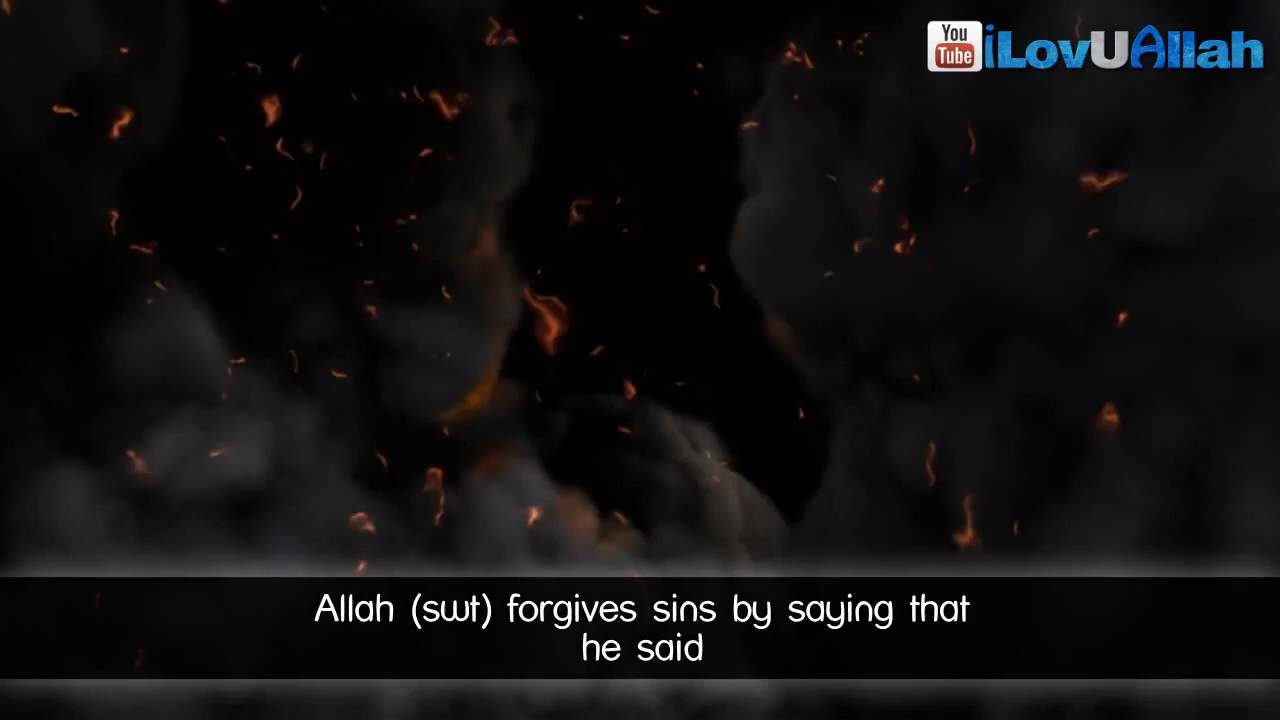 You
Tube
iLovUAllah
Allah (swt) forgives sins by saying that
he said